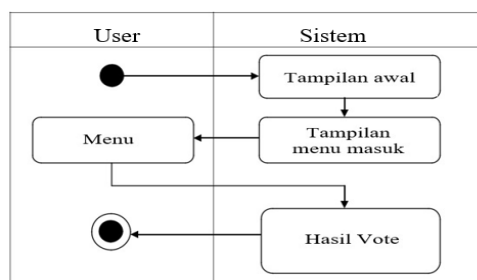 User
Sistem
Tampilan awal
Tampilan
menu masuk
Menu
Hasil Vote